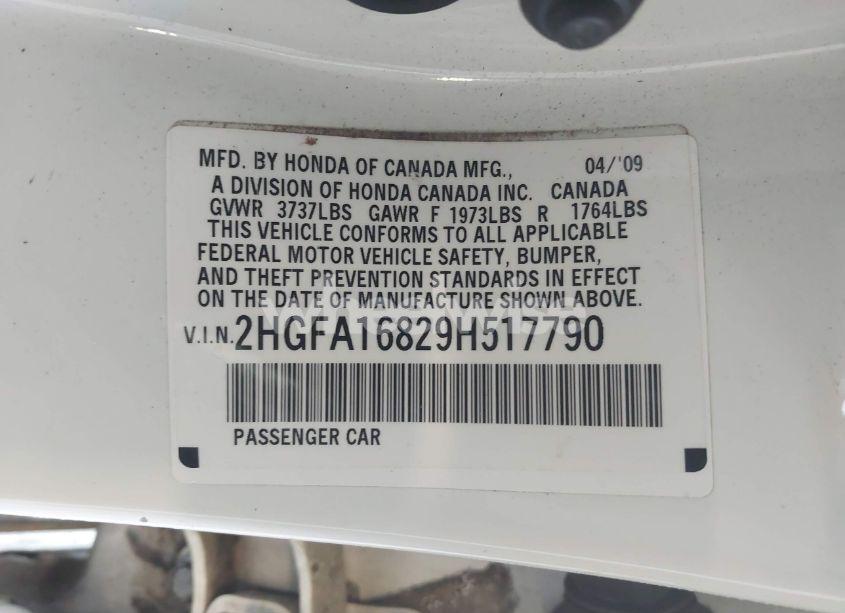 MFD. BY HONDA OF CANADA MFG., 04/'09
A DIVISION OF HONDA CANADA INC. CANADA
GVWR 3737LBS GAWR F 1973LBS R 1764LBS
THIS VEHICLE CONFORMS TO ALL APPLICABLE
FEDERAL MOTOR VEHICLE SAFETY, BUMPER,
AND THEFT PREVENTION STANDARDS IN EFFECT
ON THE DATE OF MANUFACTURE SHOWN ABOVE.
V.I.N. 2HGFA16829H517790
PASSENGER CAR